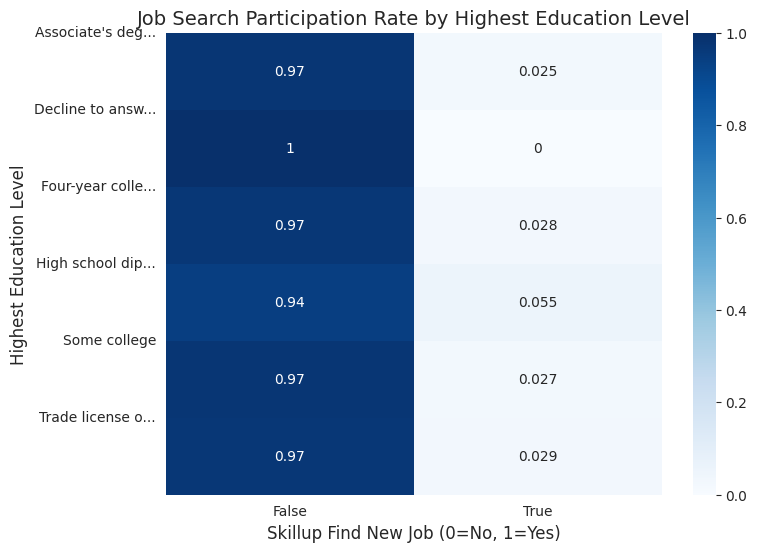 Job Search Participation Rate by Highest Education Level
Associate's deg...
Decline to answ...
Four-year colle...
High school dip...
Some college
Trade license o...
Highest Education Level
0.97 0.025
1 0
0.97 0.028
0.94 0.055
0.97 0.027
0.97 0.029
False True
Skillup Find New Job (0=No, 1=Yes)
1.0
0.8
0.6
0.4
0.2
0.0